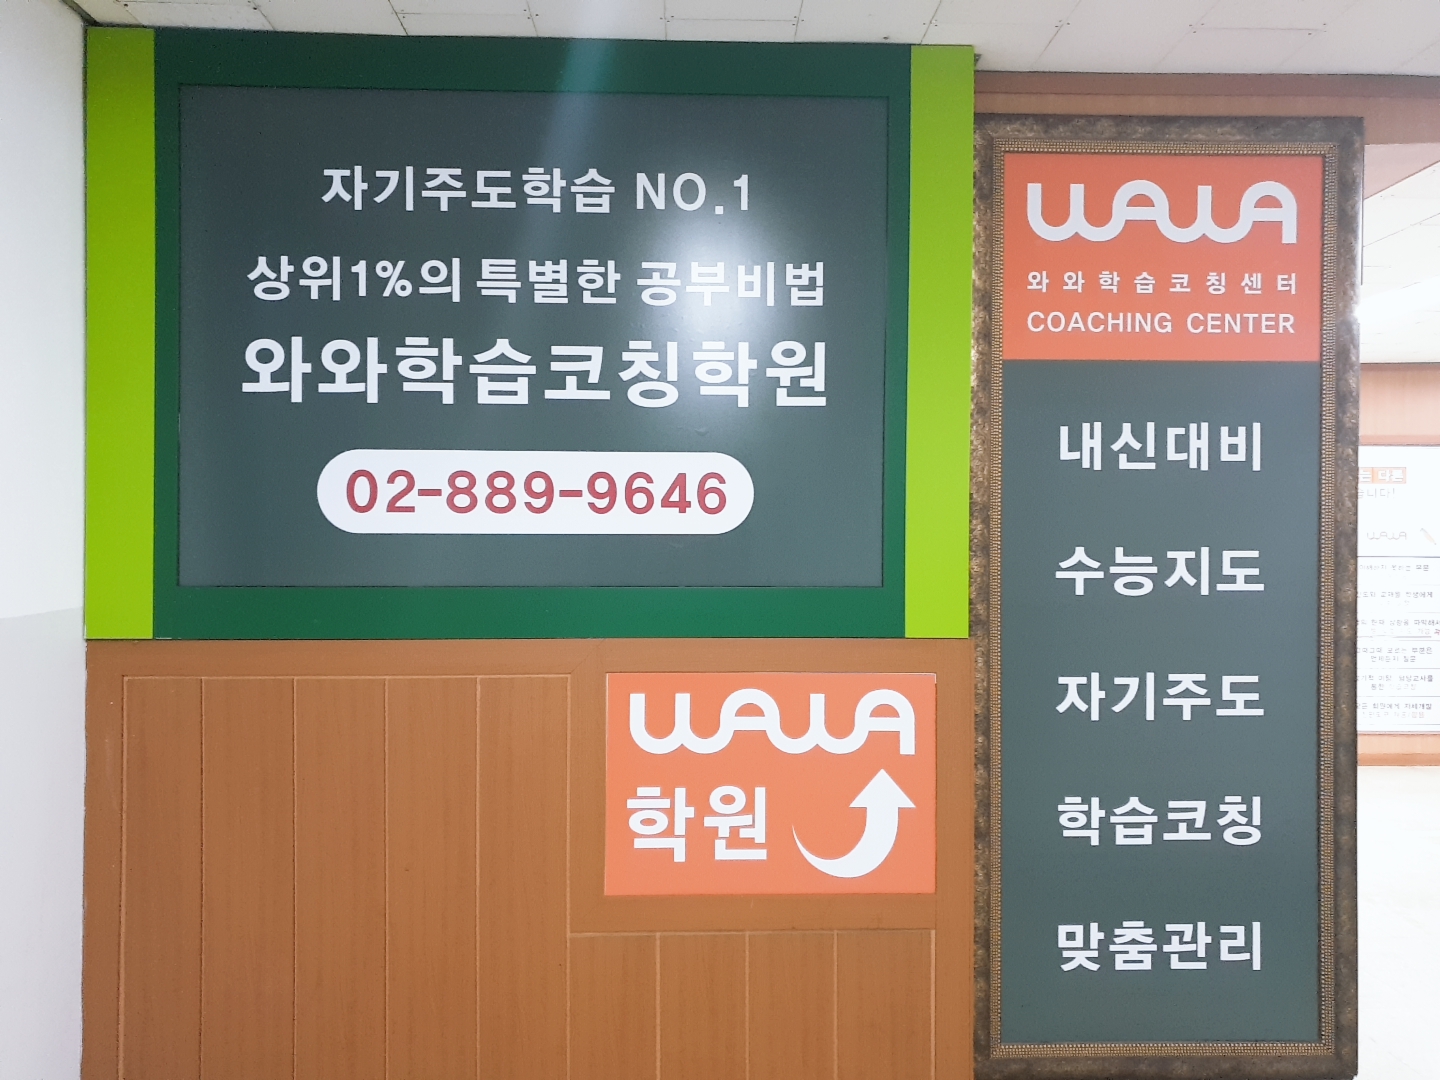 자기주도학습 NO.1
상위1%의 특별한 공부비법
와와학습코칭학원
02-889-9646
WAWA
와와학습코칭센터
COACHING CENTER
내신대비
수능지도
자기주도
학습코칭
맞춤관리
WAWA
학원
다른
WAWA